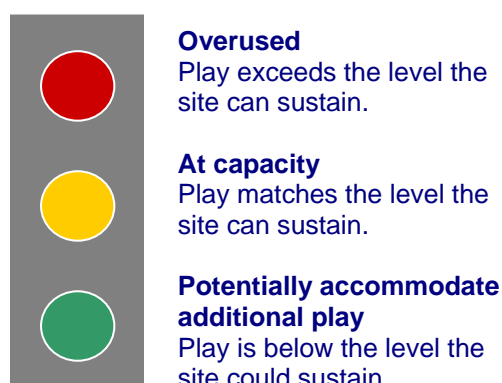 Overused
Play exceeds the level the
site can sustain.
At capacity
Play matches the level the
site can sustain.
Potentially accommodate
additional play
Play is below the level the
site could sustain